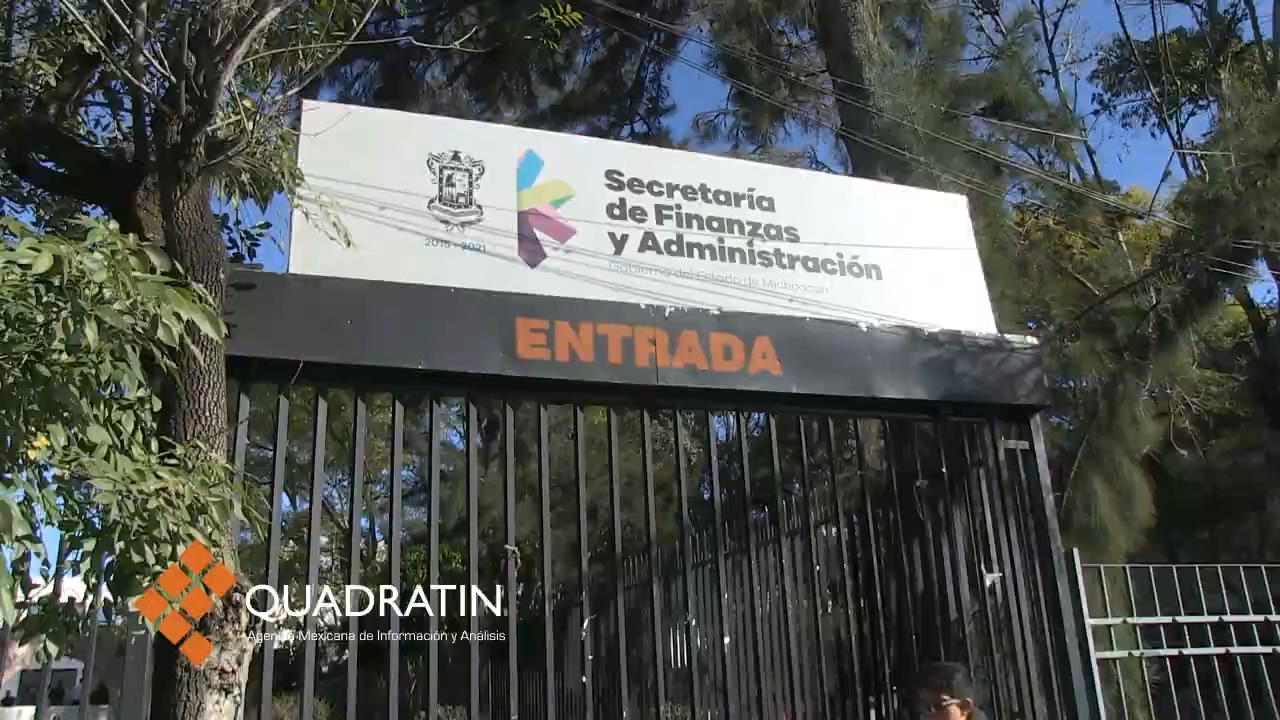 Secretaría
de Finanzas
y Administración
Gobierno del Estado de Michoacán
2015 - 2021
ENTRADA
QUADRATIN
Agencia Mexicana de Información y Análisis